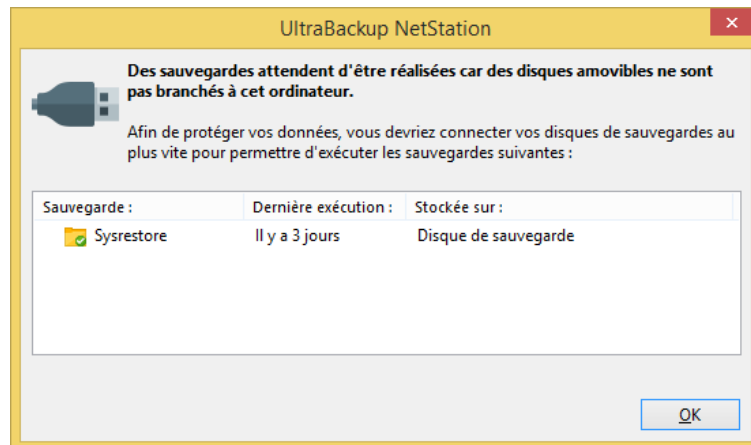 UltraBackup NetStation
Des sauvegardes attendent d'être réalisées car des disques amovibles ne sont
pas branchés à cet ordinateur.
Afin de protéger vos données, vous devriez connecter vos disques de sauvegardes au
plus vite pour permettre d'exécuter les sauvegardes suivantes :
Sauvegarde : Dernière exécution : Stockée sur :
Sysrestore Il y a 3 jours Disque de sauvegarde
OK